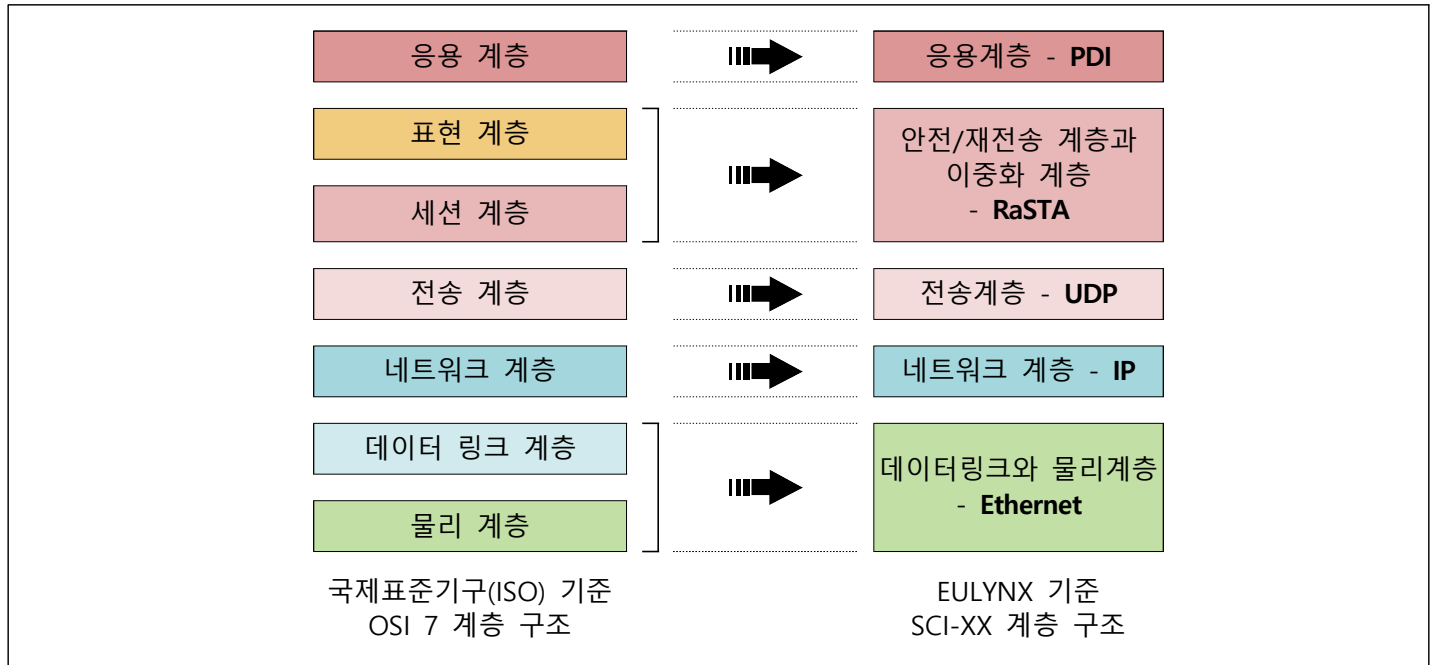 응용 계층
응용계층 - PDI
표현 계층
세션 계층
안전/재전송 계층과
이중화 계층
- RaSTA
전송 계층
전송계층 - UDP
네트워크 계층
네트워크 계층 - IP
데이터 링크 계층
물리 계층
데이터링크와 물리계층
- Ethernet
국제표준기구(ISO) 기준
OSI 7 계층 구조
EULYNX 기준
SCI-XX 계층 구조